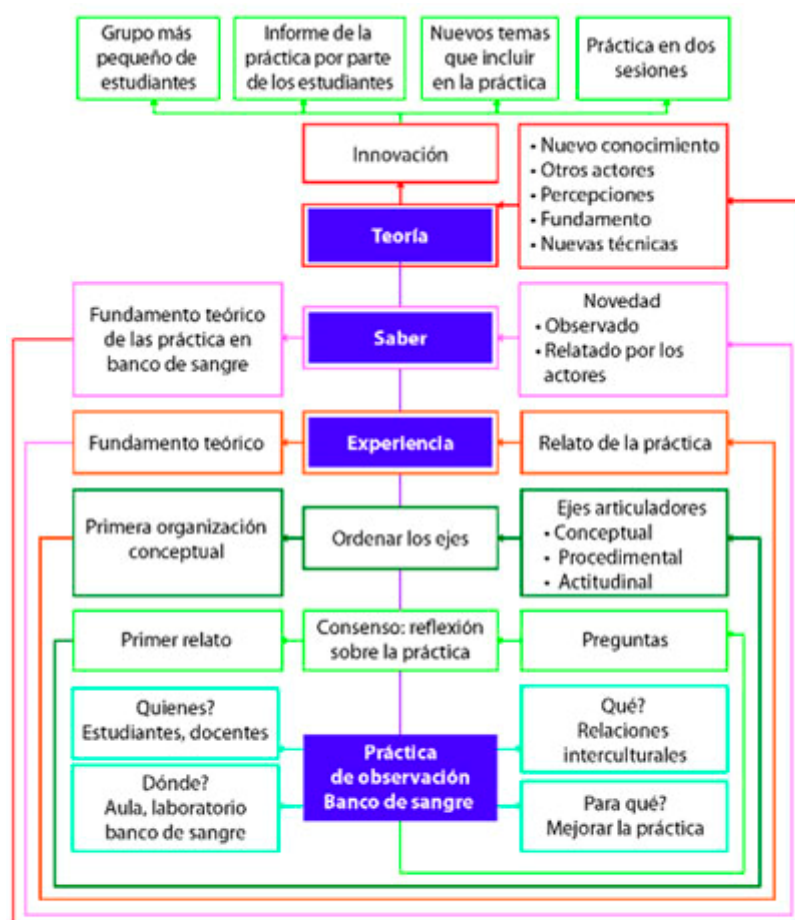 Grupo más
pequeño de
estudiantes
Informe de la
práctica por parte
de los estudiantes
Nuevos temas
que incluir
en la práctica
Práctica en dos
sesiones
Innovación
• Nuevo conocimiento
• Otros actores
• Percepciones
• Fundamento
• Nuevas técnicas
Teoría
Fundamento teórico
de las práctica en
banco de sangre
Saber
Novedad
• Observado
• Relatado por los
actores
Fundamento teórico
Experiencia
Relato de la práctica
Primera organización
conceptual
Ordenar los ejes
Ejes articuladores
• Conceptual
• Procedimental
• Actitudinal
Primer relato
Consenso: reflexión
sobre la práctica
Preguntas
Quienes?
Estudiantes, docentes
Qué?
Relaciones
interculturales
Práctica
de observación
Banco de sangre
Dónde?
Aula, laboratorio
banco de sangre
Para qué?
Mejorar la práctica